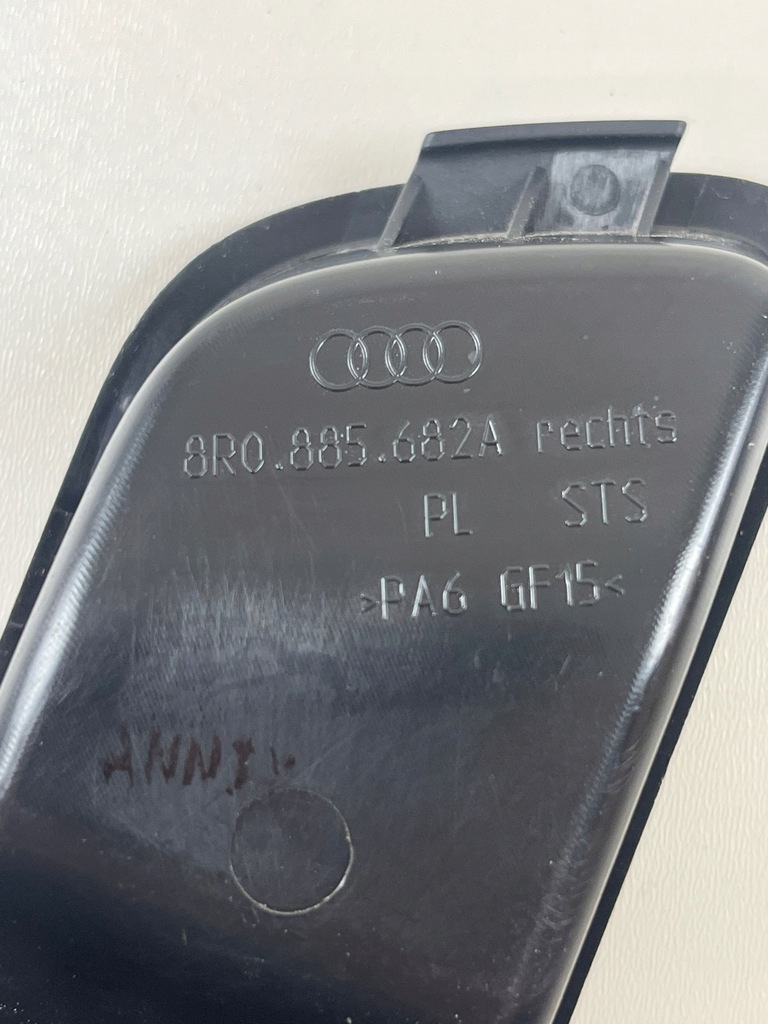 8R0.885.682A rechts
PL STS
>PA6 GF15<